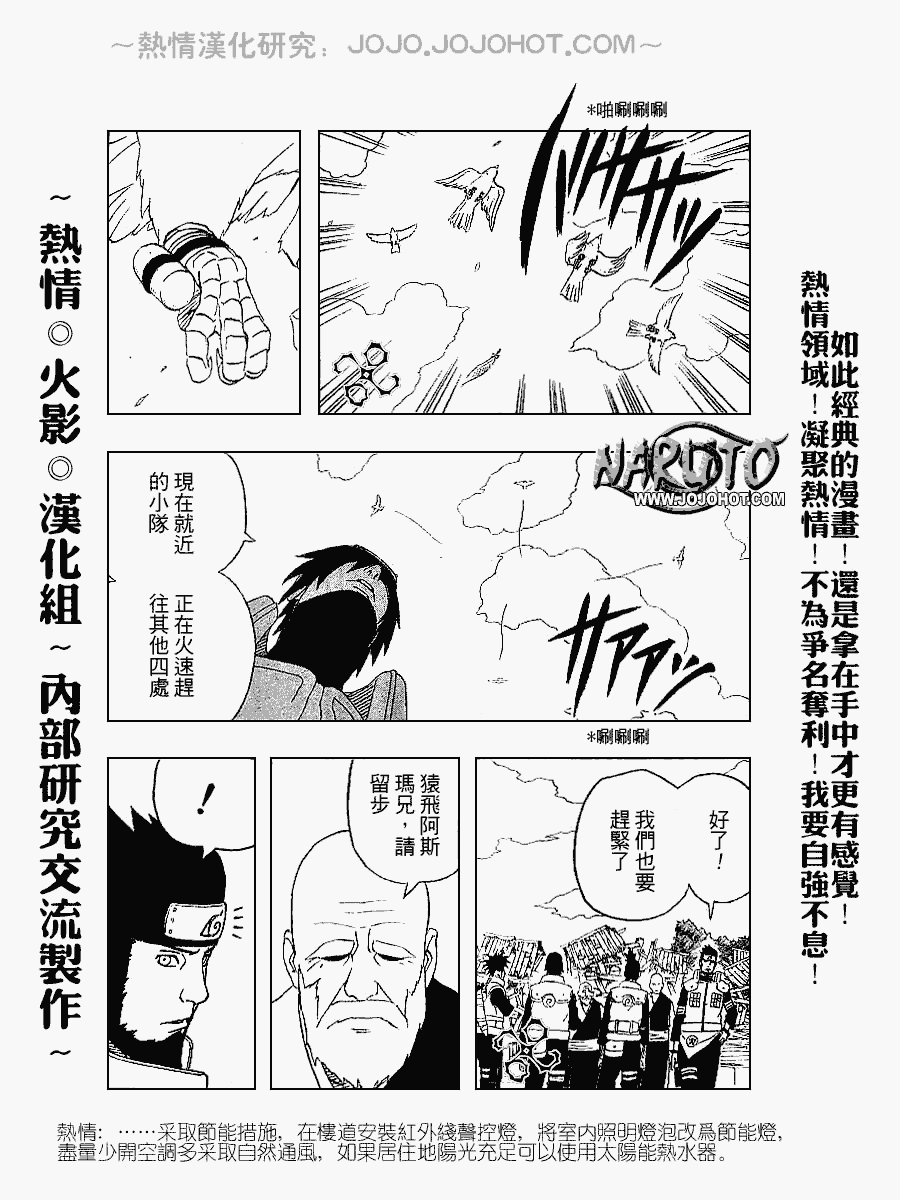 ~熱情漢化研究：JOJO.JOJOHOT.COM~
*啪唰唰唰
バササササッ
NARUTO
WWW.JOJOHOT.COM
現在就近
的小隊
正在火速趕
往其他四處
サアアッ
*唰唰唰
好了！
我們也要
趕緊了
猿飛阿斯
瑪兄，請
留步
！
如此經典的漫畫！還是拿在手中才更有感覺！
熱情領域！凝聚熱情！不為爭名奪利！我要自強不息！
~熱情◎火影◎漢化組~內部研究交流製作~
熱情：……采取節能措施，在樓道安裝紅外綫聲控燈，將室内照明燈泡改爲節能燈，
盡量少開空調多采取自然通風，如果居住地陽光充足可以使用太陽能熱水器。